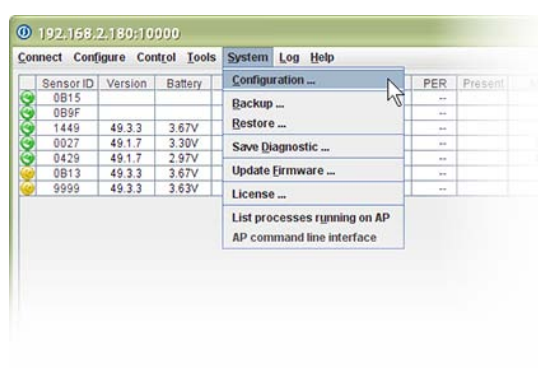 192.168.2.180:10000
Connect Configure Control Tools System Log Help
Sensor ID Version Battery PER Present
0B15 --
0B9F --
1449 49.3.3 3.67V --
0027 49.1.7 3.30V --
0429 49.1.7 2.97V --
0B13 49.3.3 3.67V --
9999 49.3.3 3.63V --
Configuration ...
Backup ...
Restore ...
Save Diagnostic ...
Update Firmware ...
License ...
List processes running on AP
AP command line interface